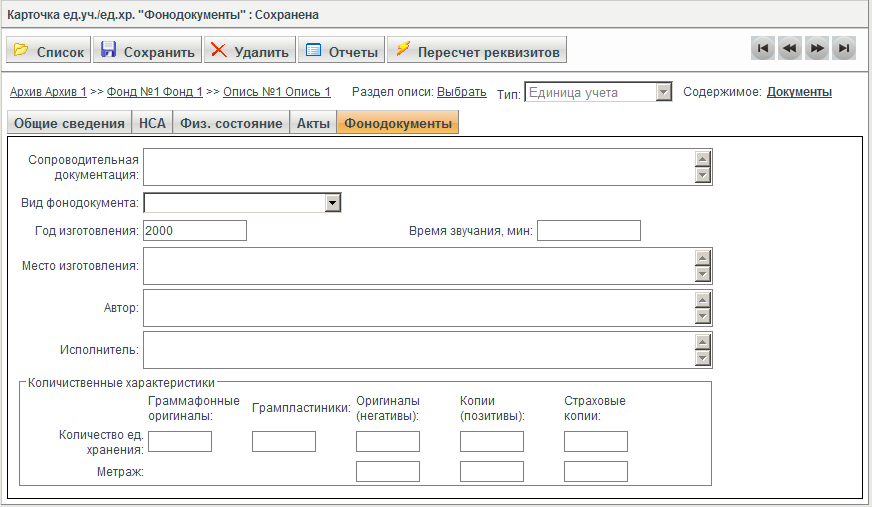 Карточка ед.уч./ед.хр. "Фонодокументы" : Сохранена
Список Сохранить Удалить Отчеты Пересчет реквизитов
Архив Архив 1 >> Фонд №1 Фонд 1 >> Опись №1 Опись 1 Раздел описи: Выбрать Тип: Единица учета Содержимое: Документы
Общие сведения НСА Физ. состояние Акты Фонодокументы
Сопроводительная
документация:
Вид фонодокумента:
Год изготовления: 2000 Время звучания, мин:
Место изготовления:
Автор:
Исполнитель:
Количиственные характеристики
Граммафонные
оригиналы:
Грампластиники:
Оригиналы
(негативы):
Копии
(позитивы):
Страховые
копии:
Количество ед.
хранения:
Метраж: